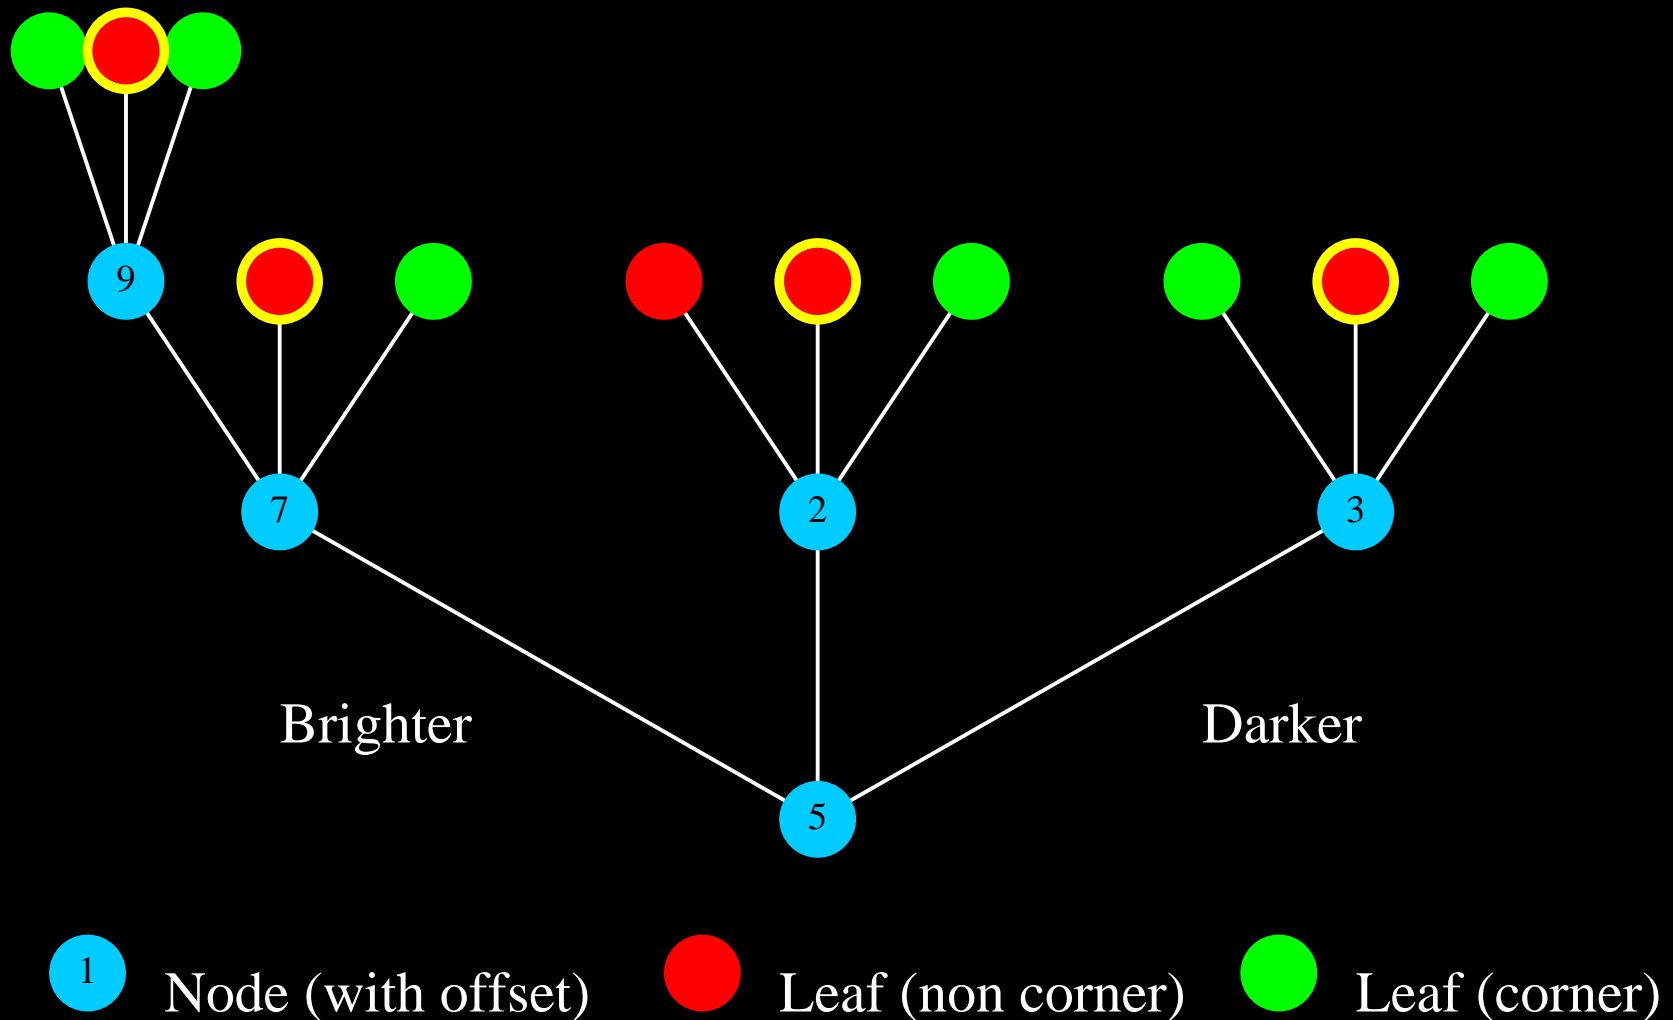 9
7
2
3
Brighter
Darker
5
1
Node (with offset)
Leaf (non corner)
Leaf (corner)